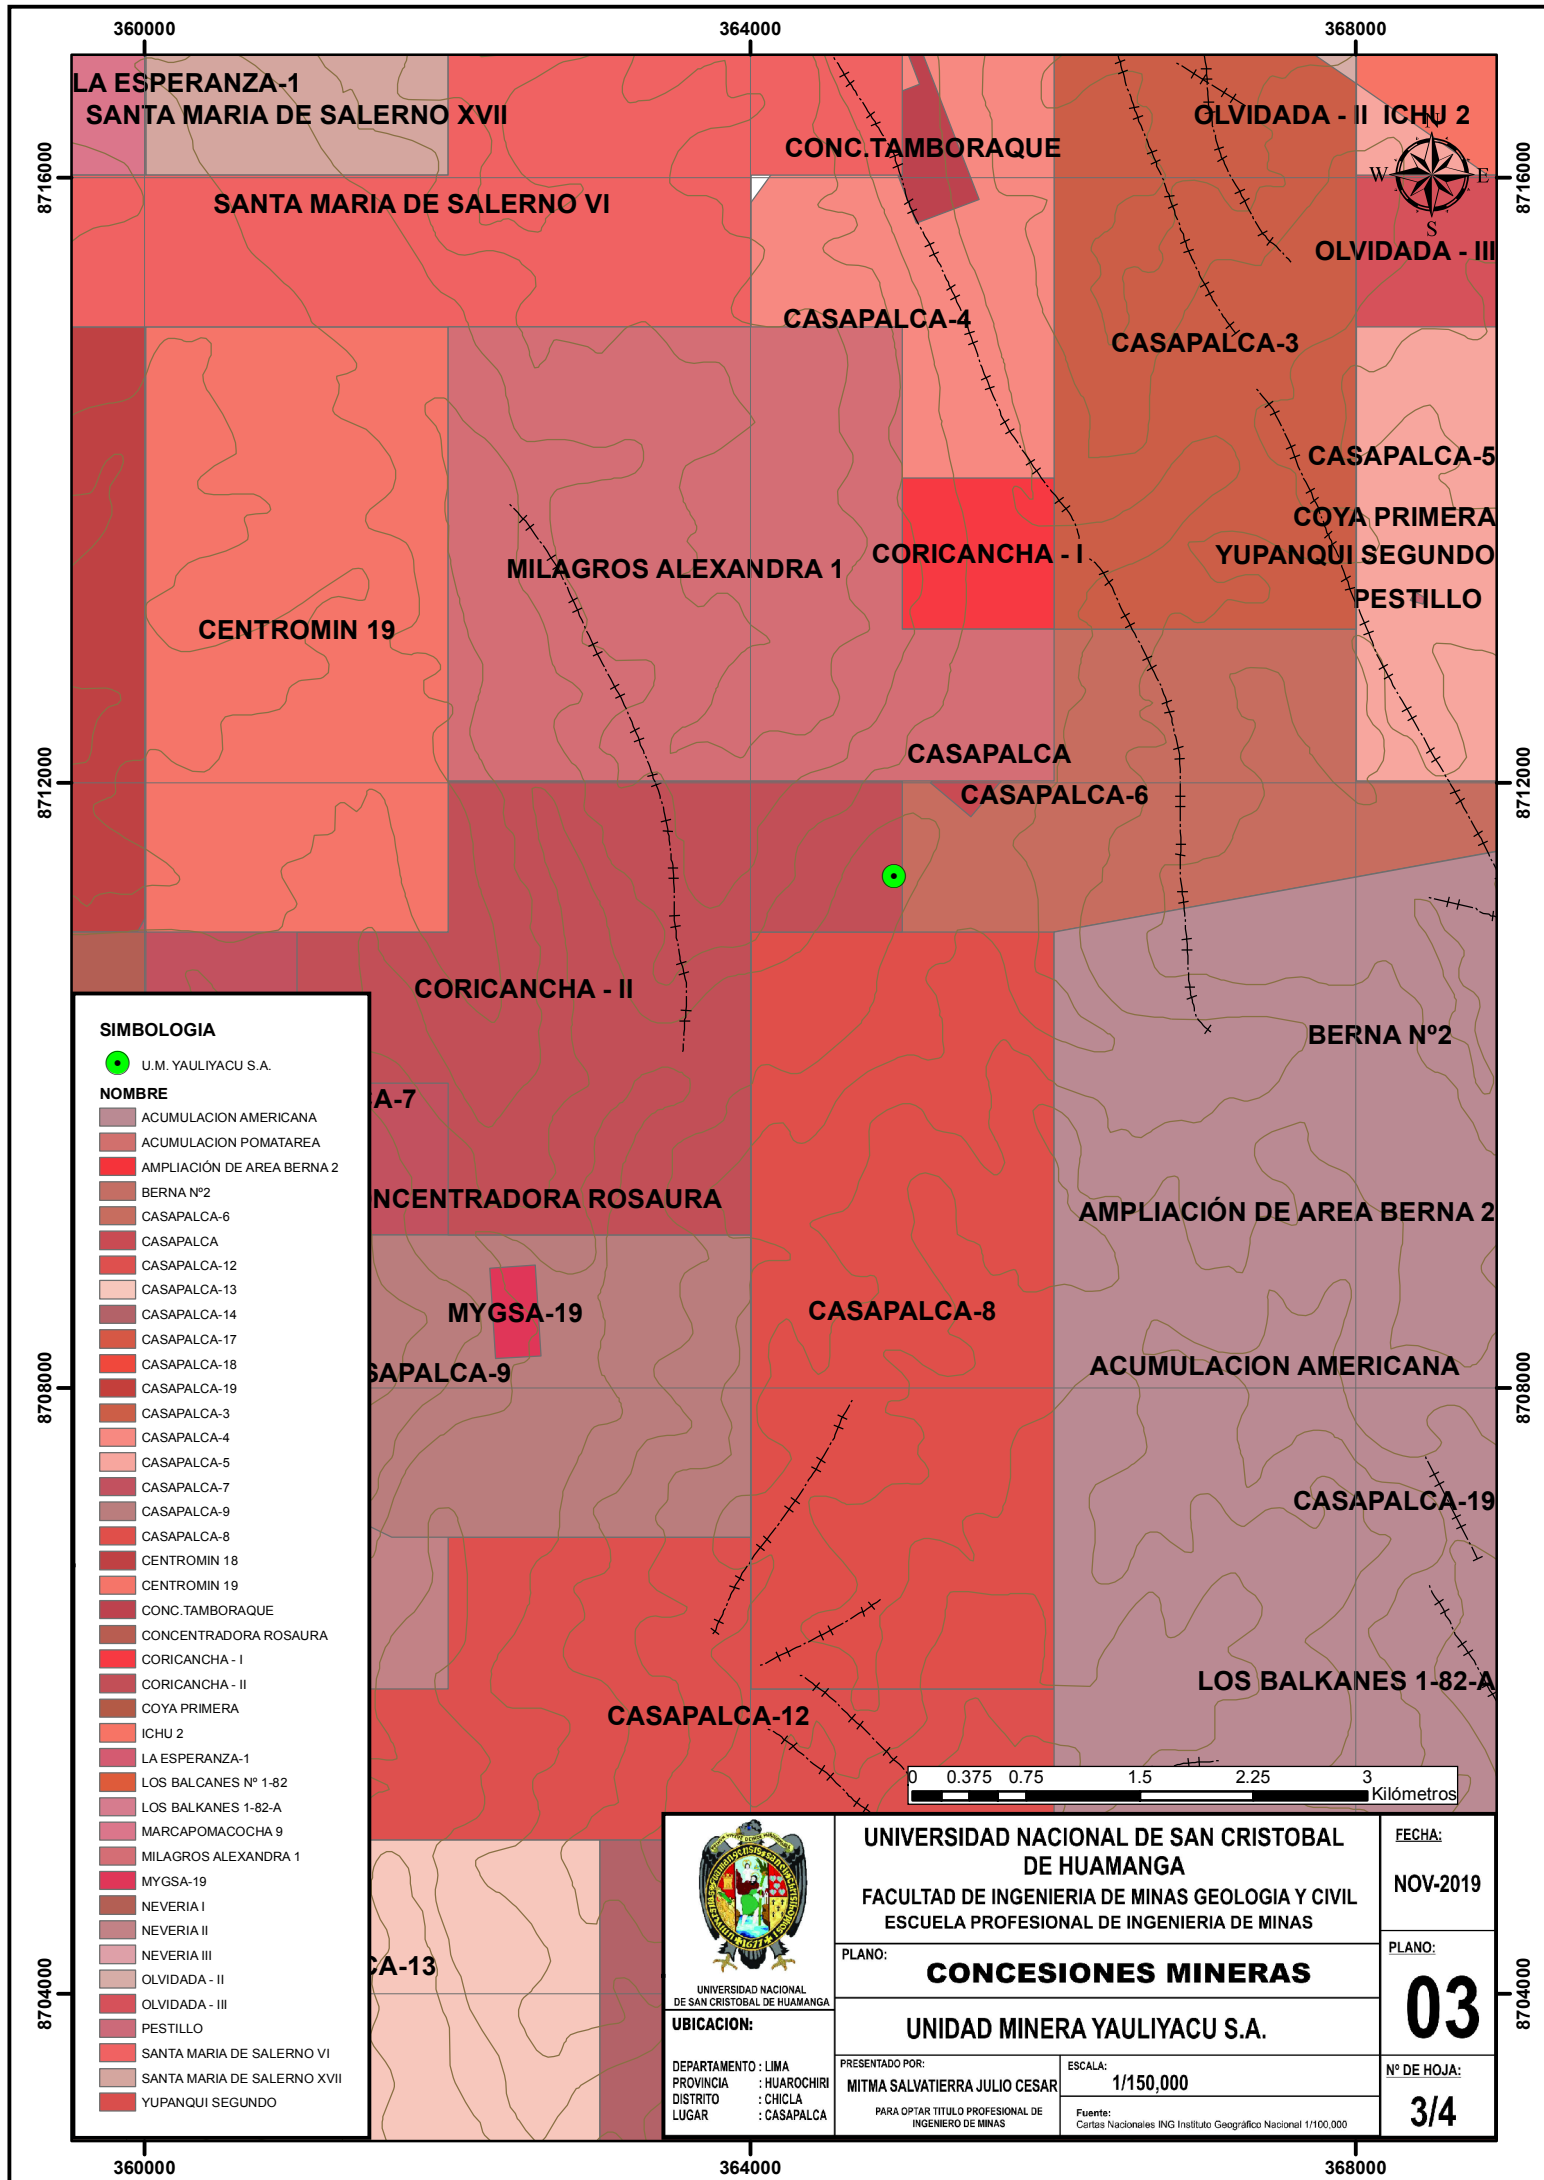 360000
364000
368000
LA ESPERANZA-1
SANTA MARIA DE SALERNO XVII
OLVIDADA - II
ICHU 2
CONC.TAMBORAQUE
N
W
E
S
8716000
8716000
SANTA MARIA DE SALERNO VI
OLVIDADA - III
CASAPALCA-4
CASAPALCA-3
CASAPALCA-5
COYA PRIMERA
YUPANQUI SEGUNDO
PESTILLO
MILAGROS ALEXANDRA 1
CORICANCHA - I
CENTROMIN 19
CASAPALCA
CASAPALCA-6
8712000
8712000
CORICANCHA - II
BERNA Nº2
A-7
NCENTRADORA ROSAURA
AMPLIACIÓN DE AREA BERNA 2
MYGSA-19
CASAPALCA-8
SAPALCA-9
ACUMULACION AMERICANA
8708000
8708000
CASAPALCA-19
LOS BALKANES 1-82-A
CASAPALCA-12
CA-13
8704000
8704000
SIMBOLOGIA
U.M. YAULIYACU S.A.
NOMBRE
ACUMULACION AMERICANA
ACUMULACION POMATAREA
AMPLIACIÓN DE AREA BERNA 2
BERNA Nº2
CASAPALCA-6
CASAPALCA
CASAPALCA-12
CASAPALCA-13
CASAPALCA-14
CASAPALCA-17
CASAPALCA-18
CASAPALCA-19
CASAPALCA-3
CASAPALCA-4
CASAPALCA-5
CASAPALCA-7
CASAPALCA-9
CASAPALCA-8
CENTROMIN 18
CENTROMIN 19
CONC.TAMBORAQUE
CONCENTRADORA ROSAURA
CORICANCHA - I
CORICANCHA - II
COYA PRIMERA
ICHU 2
LA ESPERANZA-1
LOS BALCANES Nº 1-82
LOS BALKANES 1-82-A
MARCAPOMACOCHA 9
MILAGROS ALEXANDRA 1
MYGSA-19
NEVERIA I
NEVERIA II
NEVERIA III
OLVIDADA - II
OLVIDADA - III
PESTILLO
SANTA MARIA DE SALERNO VI
SANTA MARIA DE SALERNO XVII
YUPANQUI SEGUNDO
0 0.375 0.75 1.5 2.25 3
Kilómetros
1677
UNIVERSIDAD NACIONAL
DE SAN CRISTOBAL DE HUAMANGA
UBICACION:
DEPARTAMENTO : LIMA
PROVINCIA : HUAROCHIRI
DISTRITO : CHICLA
LUGAR : CASAPALCA
UNIVERSIDAD NACIONAL DE SAN CRISTOBAL
DE HUAMANGA
FACULTAD DE INGENIERIA DE MINAS GEOLOGIA Y CIVIL
ESCUELA PROFESIONAL DE INGENIERIA DE MINAS
PLANO:
CONCESIONES MINERAS
UNIDAD MINERA YAULIYACU S.A.
PRESENTADO POR:
MITMA SALVATIERRA JULIO CESAR
PARA OPTAR TITULO PROFESIONAL DE
INGENIERO DE MINAS
ESCALA:
1/150,000
Fuente:
Cartas Nacionales ING Instituto Geográfico Nacional 1/100,000
FECHA:
NOV-2019
PLANO:
03
Nº DE HOJA:
3/4
360000
364000
368000